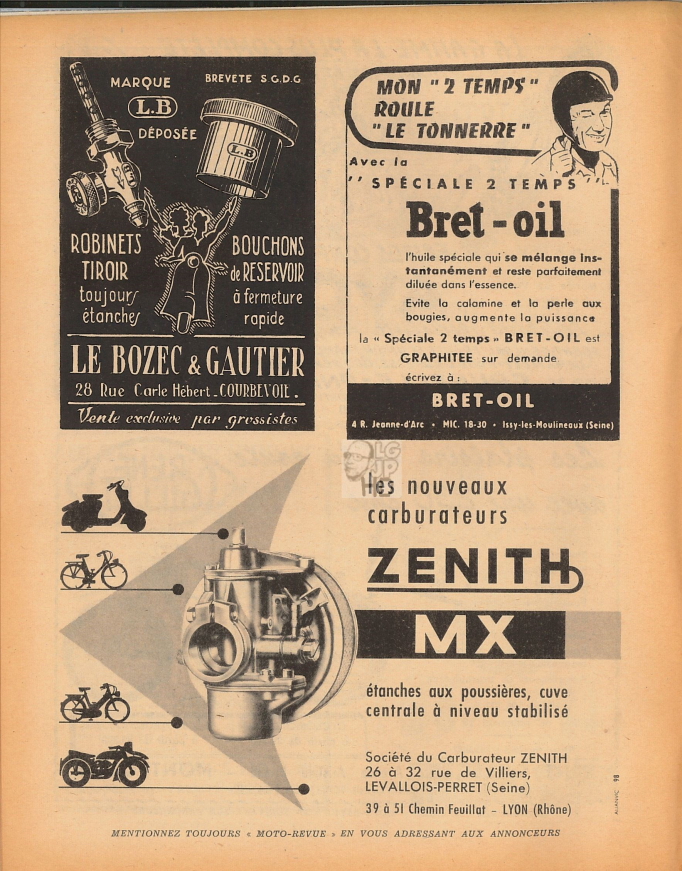 MARQUE
L.B
DÉPOSÉE
BREVETE S.G.D.G
L.B
ROBINETS
TIROIR
toujours
étanches
BOUCHONS
de RESERVOIR
à fermeture
rapide
LE BOZEC & GAUTIER
28 Rue Carle Hébert _ COURBEVOIE .
Vente exclusive par grossistes
MON "2 TEMPS"
ROULE
"LE TONNERRE"
Avec la
"SPÉCIALE 2 TEMPS"
Bret-oil
l'huile spéciale qui se mélange ins-
tantanément et reste parfaitement
diluée dans l'essence.
Evite la calamine et la perle aux
bougies, augmente la puissance
la « Spéciale 2 temps » BRET-OIL est
GRAPHITEE sur demande
écrivez à :
BRET-OIL
4 R. Jeanne-d'Arc • MIC. 18-30 • Issy-les-Moulineaux (Seine)
LG
JP
HE
les nouveaux
carburateurs
ZENITH
MX
étanches aux poussières, cuve
centrale à niveau stabilisé
Société du Carburateur ZENITH
26 à 32 rue de Villiers,
LEVALLOIS-PERRET (Seine)
39 à 51 Chemin Feuillat - LYON (Rhône)
98
MENTIONNEZ TOUJOURS « MOTO-REVUE » EN VOUS ADRESSANT AUX ANNONCEURS